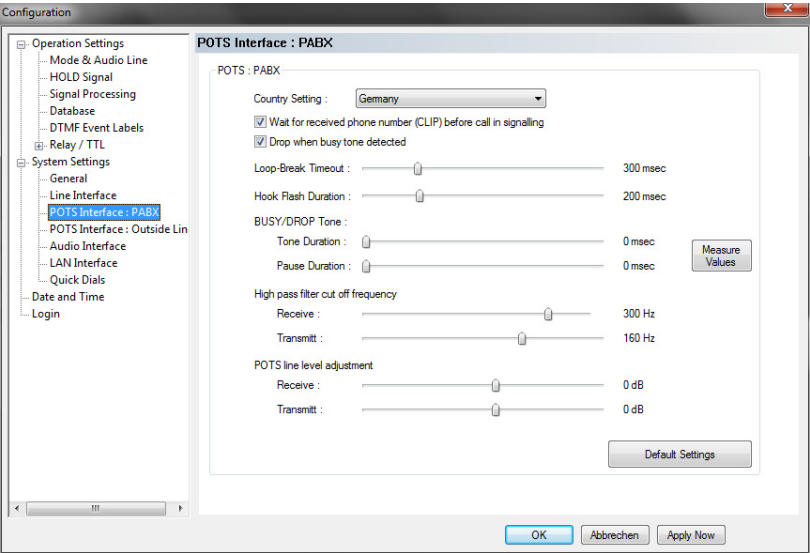 Configuration
Operation Settings
Mode & Audio Line
HOLD Signal
Signal Processing
Database
DTMF Event Labels
Relay / TTL
System Settings
General
Line Interface
POTS Interface : PABX
POTS Interface : Outside Lin
Audio Interface
LAN Interface
Quick Dials
Date and Time
Login
POTS Interface : PABX
POTS : PABX
Country Setting : Germany
Wait for received phone number (CLIP) before call in signalling
Drop when busy tone detected
Loop-Break Timeout : 300 msec
Hook Flash Duration : 200 msec
BUSY/DROP Tone :
Tone Duration : 0 msec
Pause Duration : 0 msec
Measure
Values
High pass filter cut off frequency
Receive : 300 Hz
Transmitt : 160 Hz
POTS line level adjustment
Receive : 0 dB
Transmitt : 0 dB
Default Settings
OK Abbrechen Apply Now